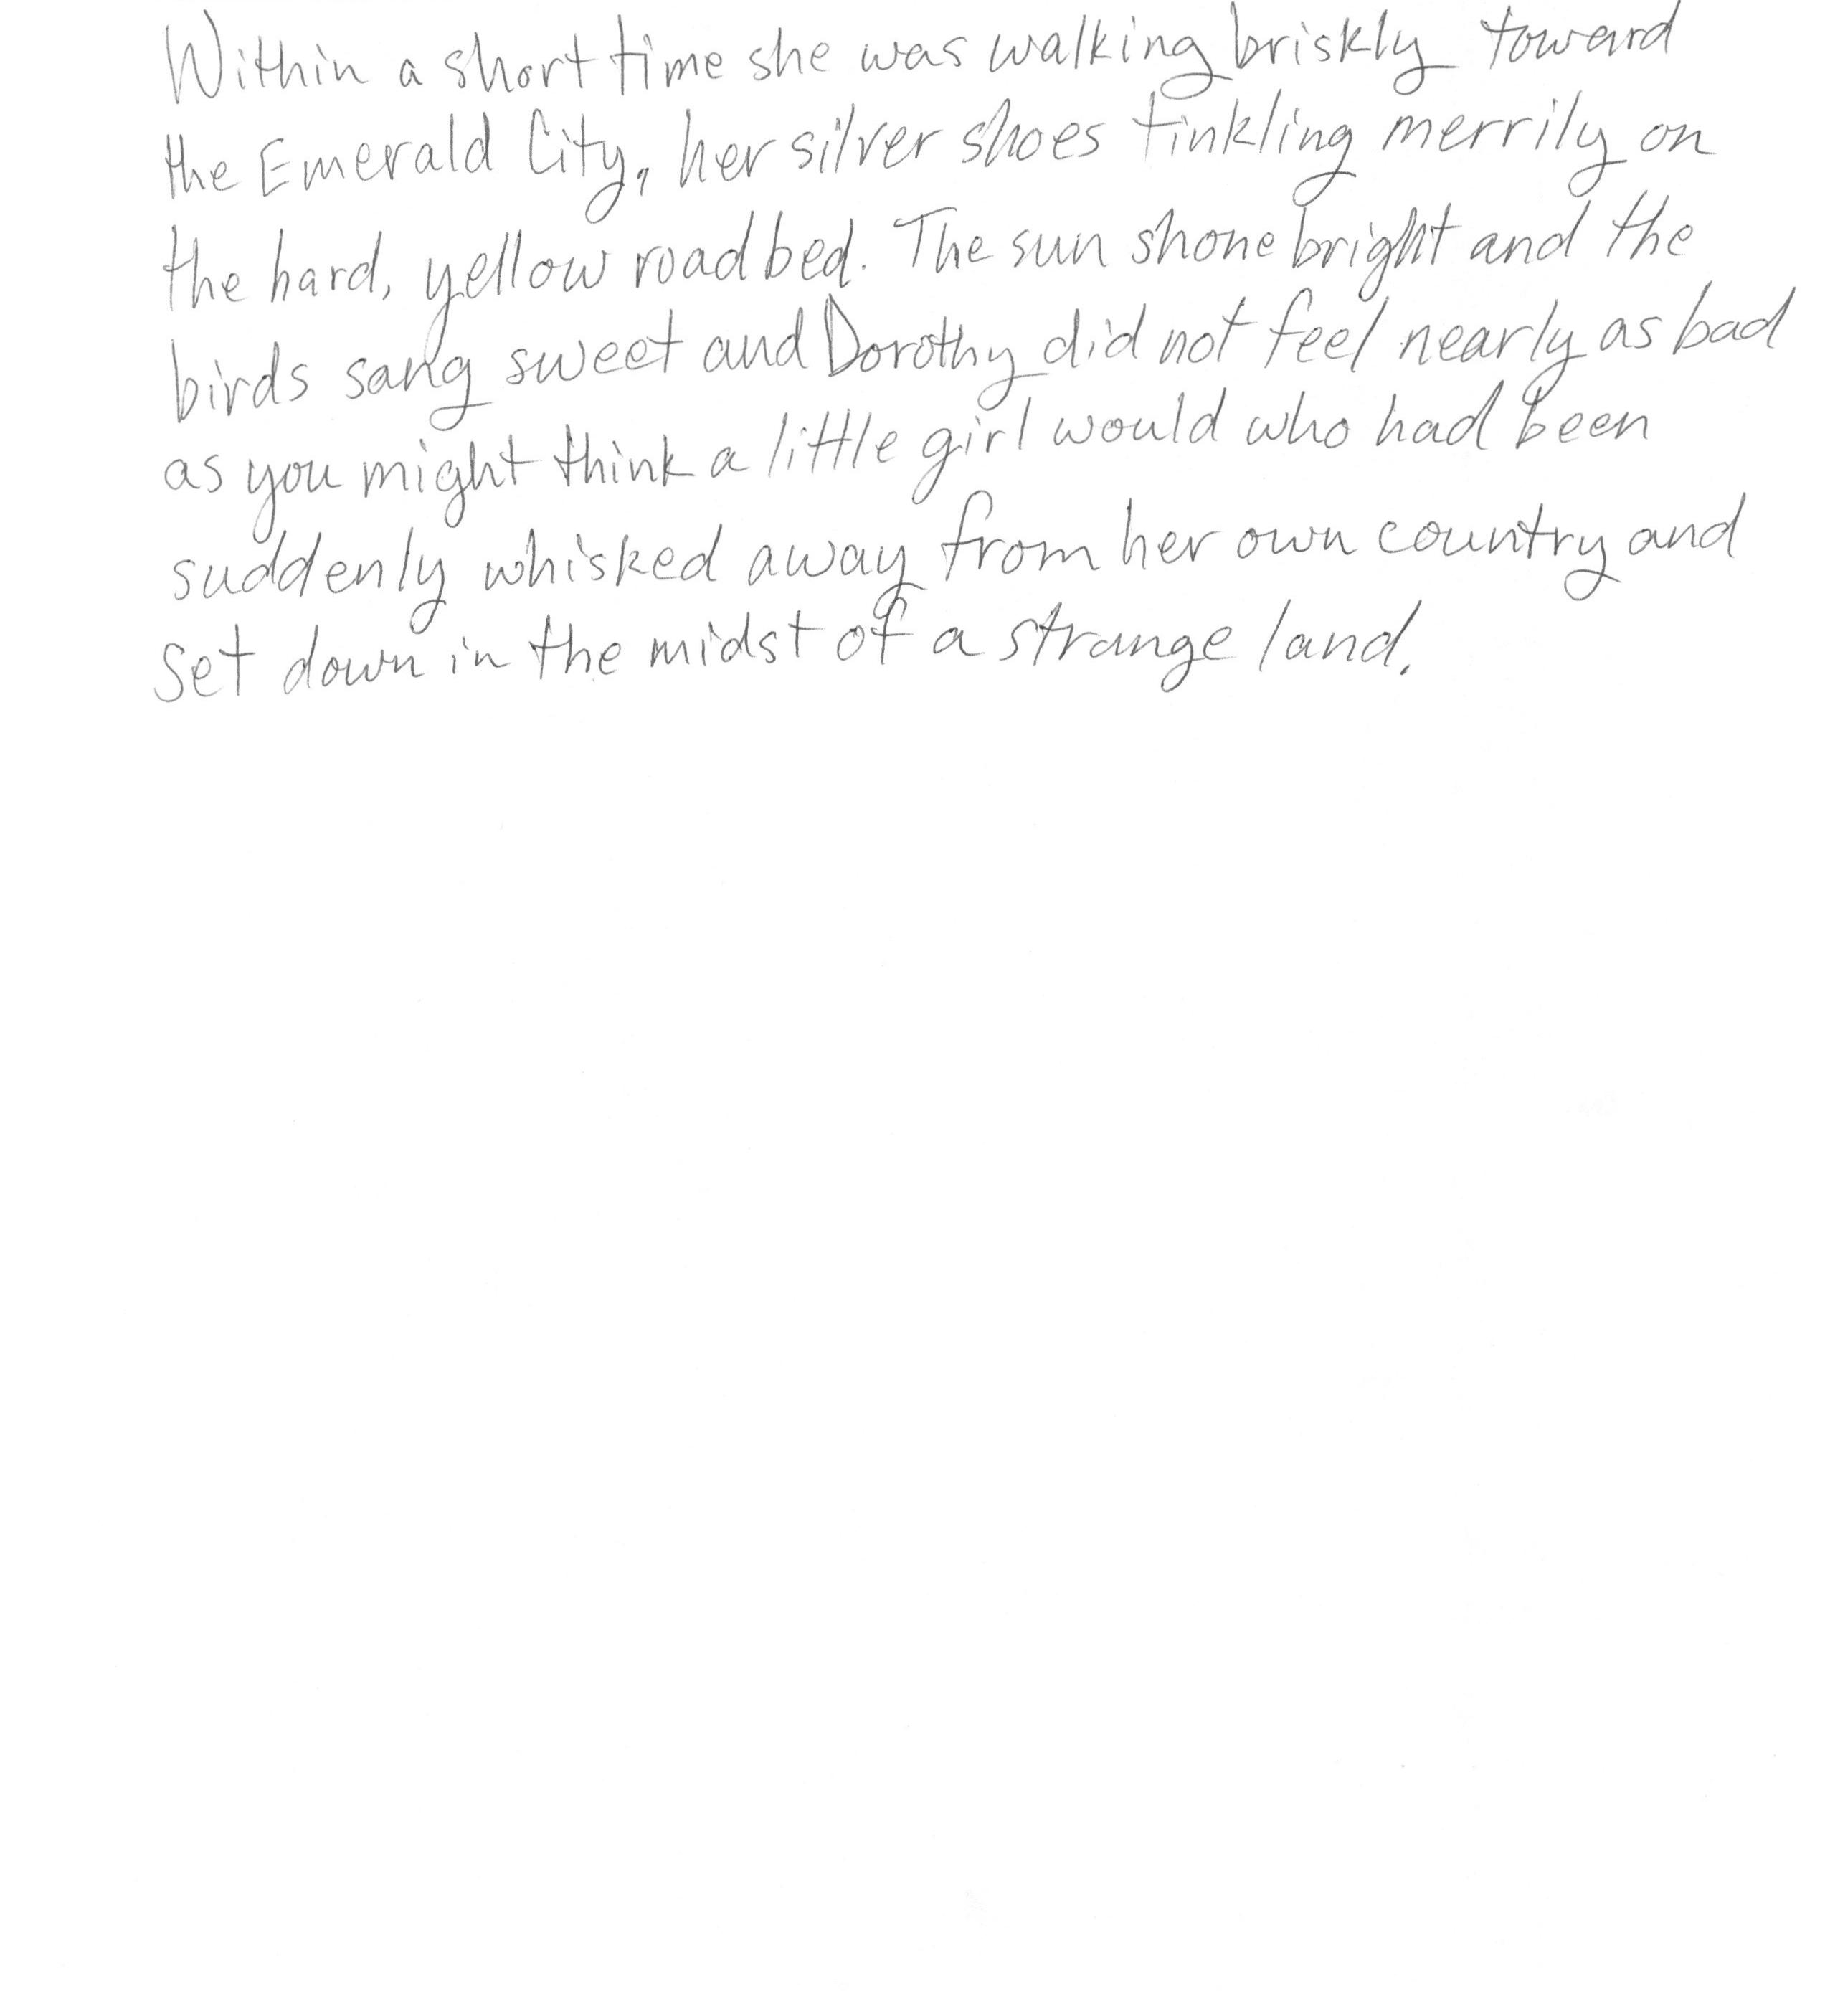 Within a short time she was walking briskly toward
the Emerald City, her silver shoes tinkling merrily on
the hard, yellow roadbed. The sun shone bright and the
birds sang sweet and Dorothy did not feel nearly as bad
as you might think a little girl would who had been
suddenly whisked away from her own country and
set down in the midst of a strange land.